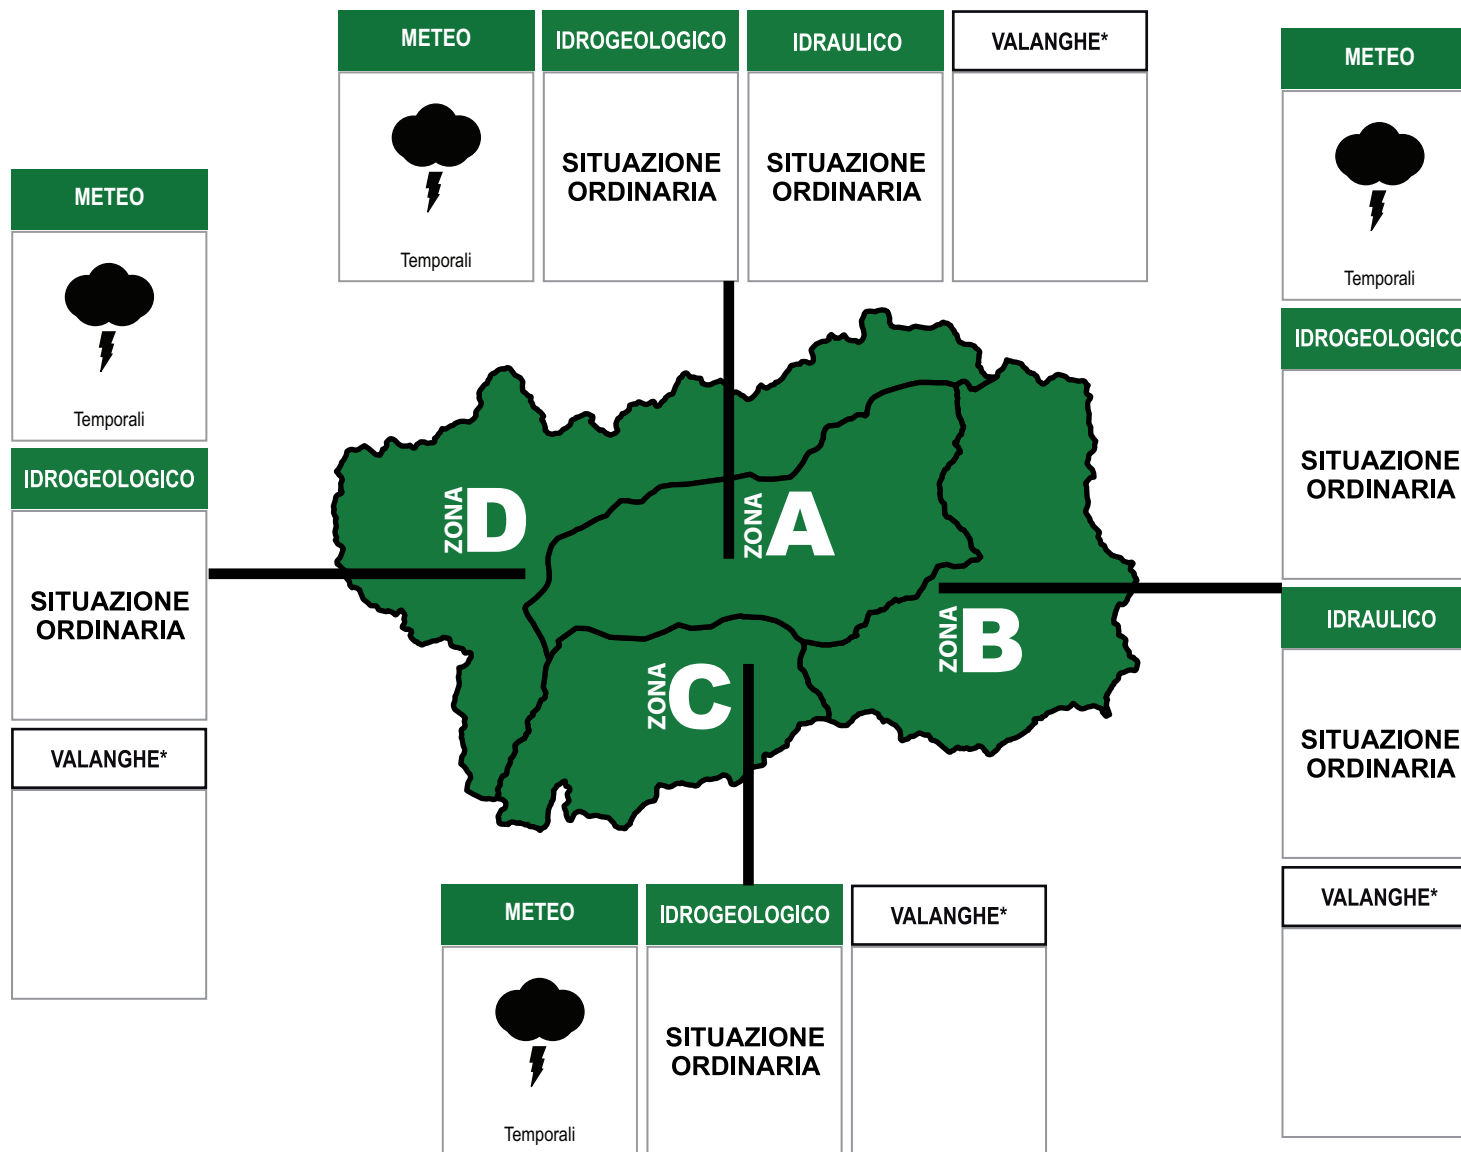 METEO
IDROGEOLOGICO
IDRAULICO
VALANGHE*
Temporali
SITUAZIONE
ORDINARIA
SITUAZIONE
ORDINARIA
METEO
Temporali
IDROGEOLOGICO
SITUAZIONE
ORDINARIA
VALANGHE*
METEO
Temporali
IDROGEOLOGICO
SITUAZIONE
ORDINARIA
IDRAULICO
SITUAZIONE
ORDINARIA
VALANGHE*
ZONA D
ZONA A
ZONA B
ZONA C
METEO
IDROGEOLOGICO
VALANGHE*
Temporali
SITUAZIONE
ORDINARIA